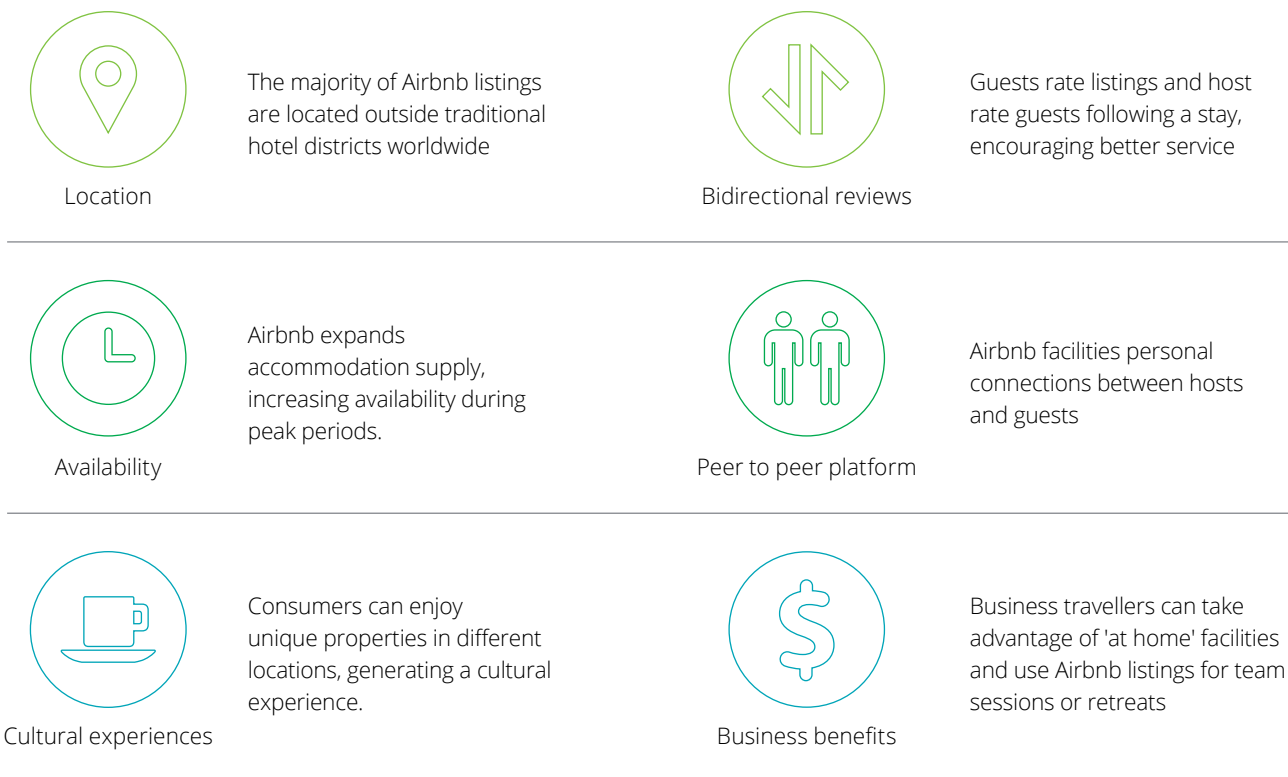 The majority of Airbnb listings
are located outside traditional
hotel districts worldwide
Location
Guests rate listings and host
rate guests following a stay,
encouraging better service
Bidirectional reviews
Airbnb expands
accommodation supply,
increasing availability during
peak periods.
Availability
Airbnb facilities personal
connections between hosts
and guests
Peer to peer platform
Consumers can enjoy
unique properties in different
locations, generating a cultural
experience.
Cultural experiences
Business travellers can take
advantage of 'at home' facilities
and use Airbnb listings for team
sessions or retreats
Business benefits